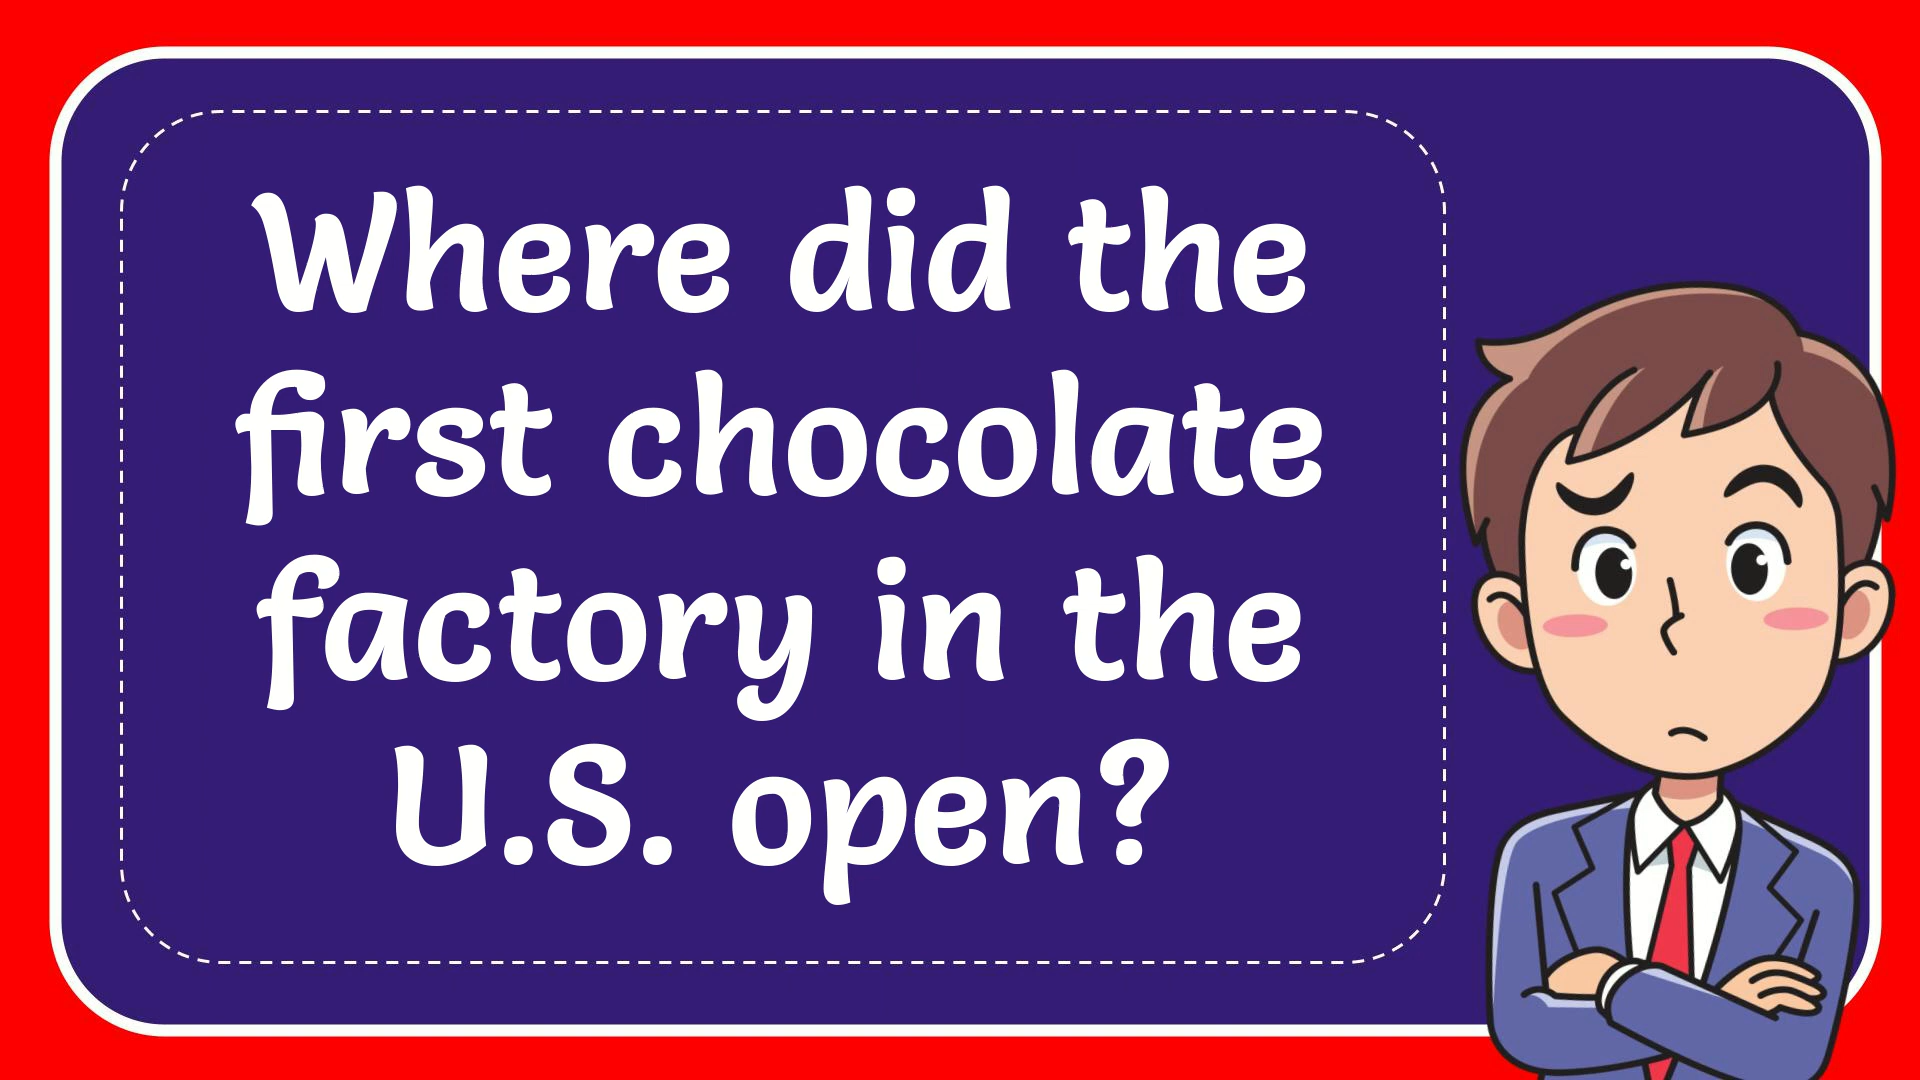 Where did the
first chocolate
factory in the
U.S. open?